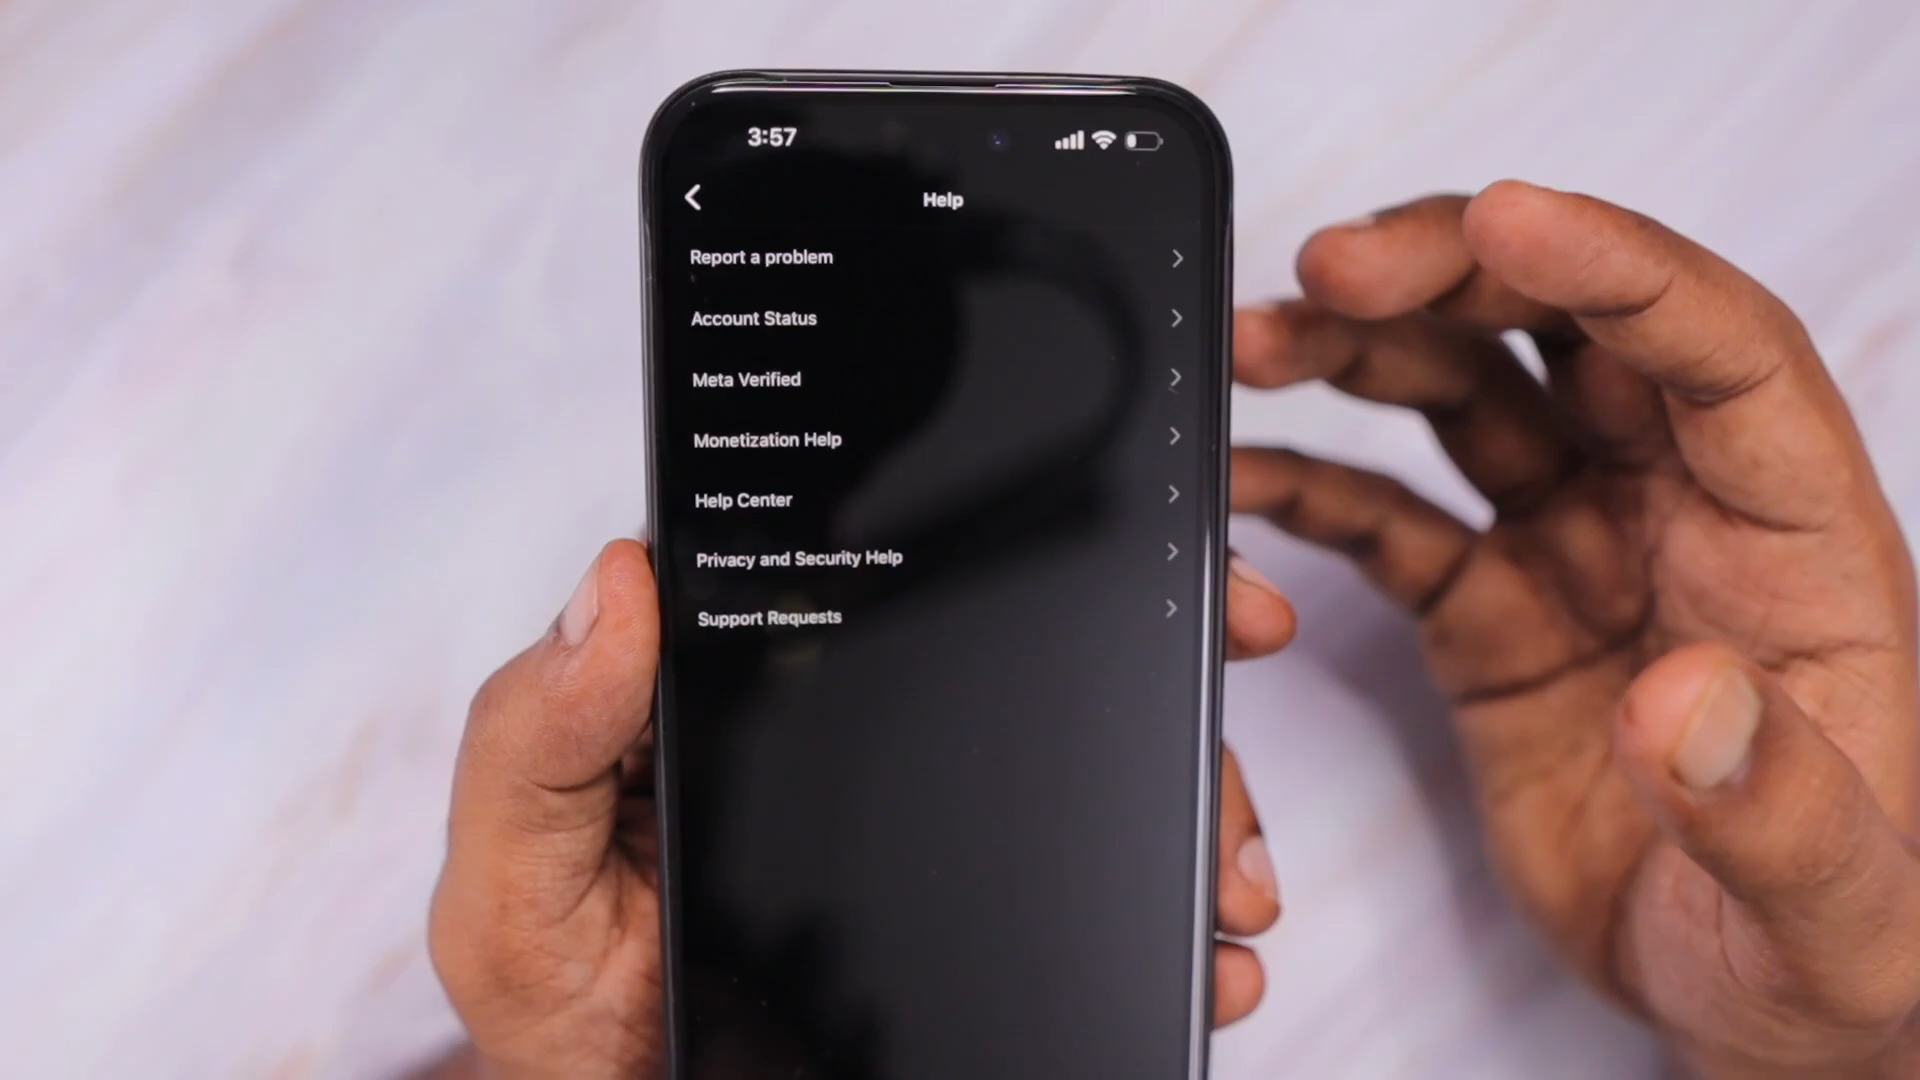 3:57
Help
Report a problem
Account Status
Meta Verified
Monetization Help
Help Center
Privacy and Security Help
Support Requests